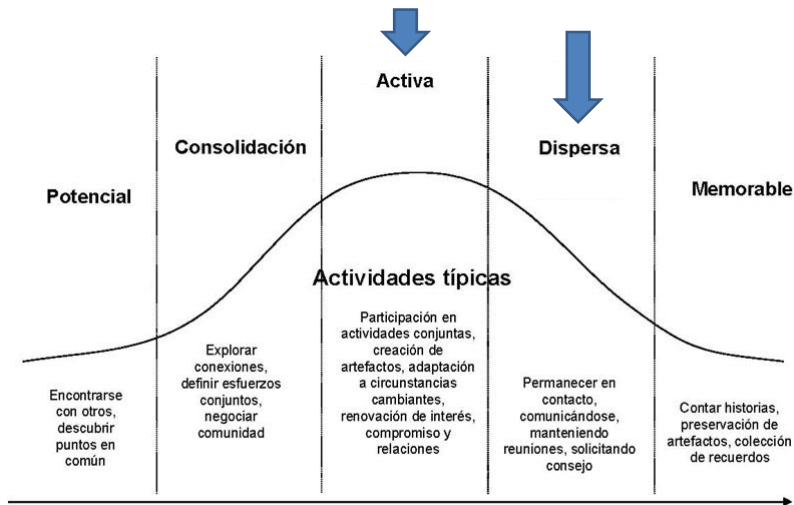 Potencial
Consolidación
Activa
Dispersa
Memorable
Actividades típicas
Encontrarse
con otros,
descubrir
puntos en
común
Explorar
conexiones,
definir esfuerzos
conjuntos,
negociar
comunidad
Participación en
actividades conjuntas,
creación de
artefactos, adaptación
a circunstancias
cambiantes,
renovación de interés,
compromiso y
relaciones
Permanecer en
contacto,
comunicándose,
manteniendo
reuniones, solicitando
consejo
Contar historias,
preservación de
artefactos, colección
de recuerdos